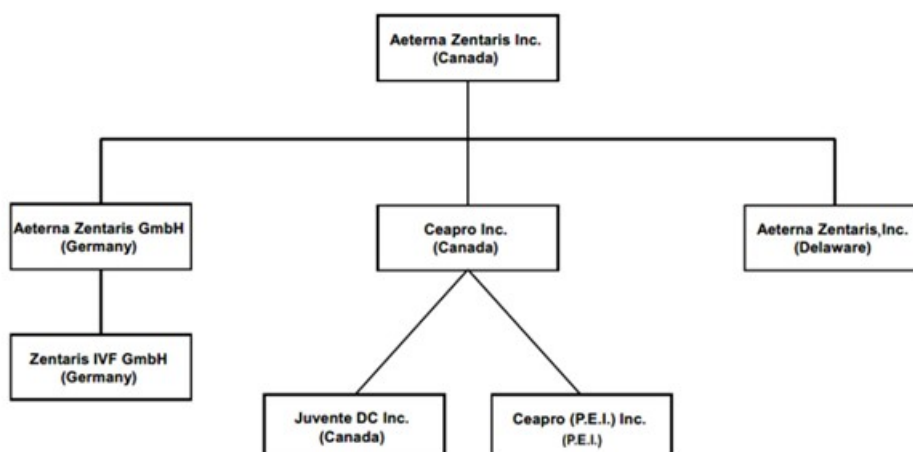 Aeterna Zentaris Inc.
(Canada)
Aeterna Zentaris GmbH
(Germany)
Ceapro Inc.
(Canada)
Aeterna Zentaris,Inc.
(Delaware)
Zentaris IVF GmbH
(Germany)
Juvente DC Inc.
(Canada)
Ceapro (P.E.I.) Inc.
(P.E.I.)